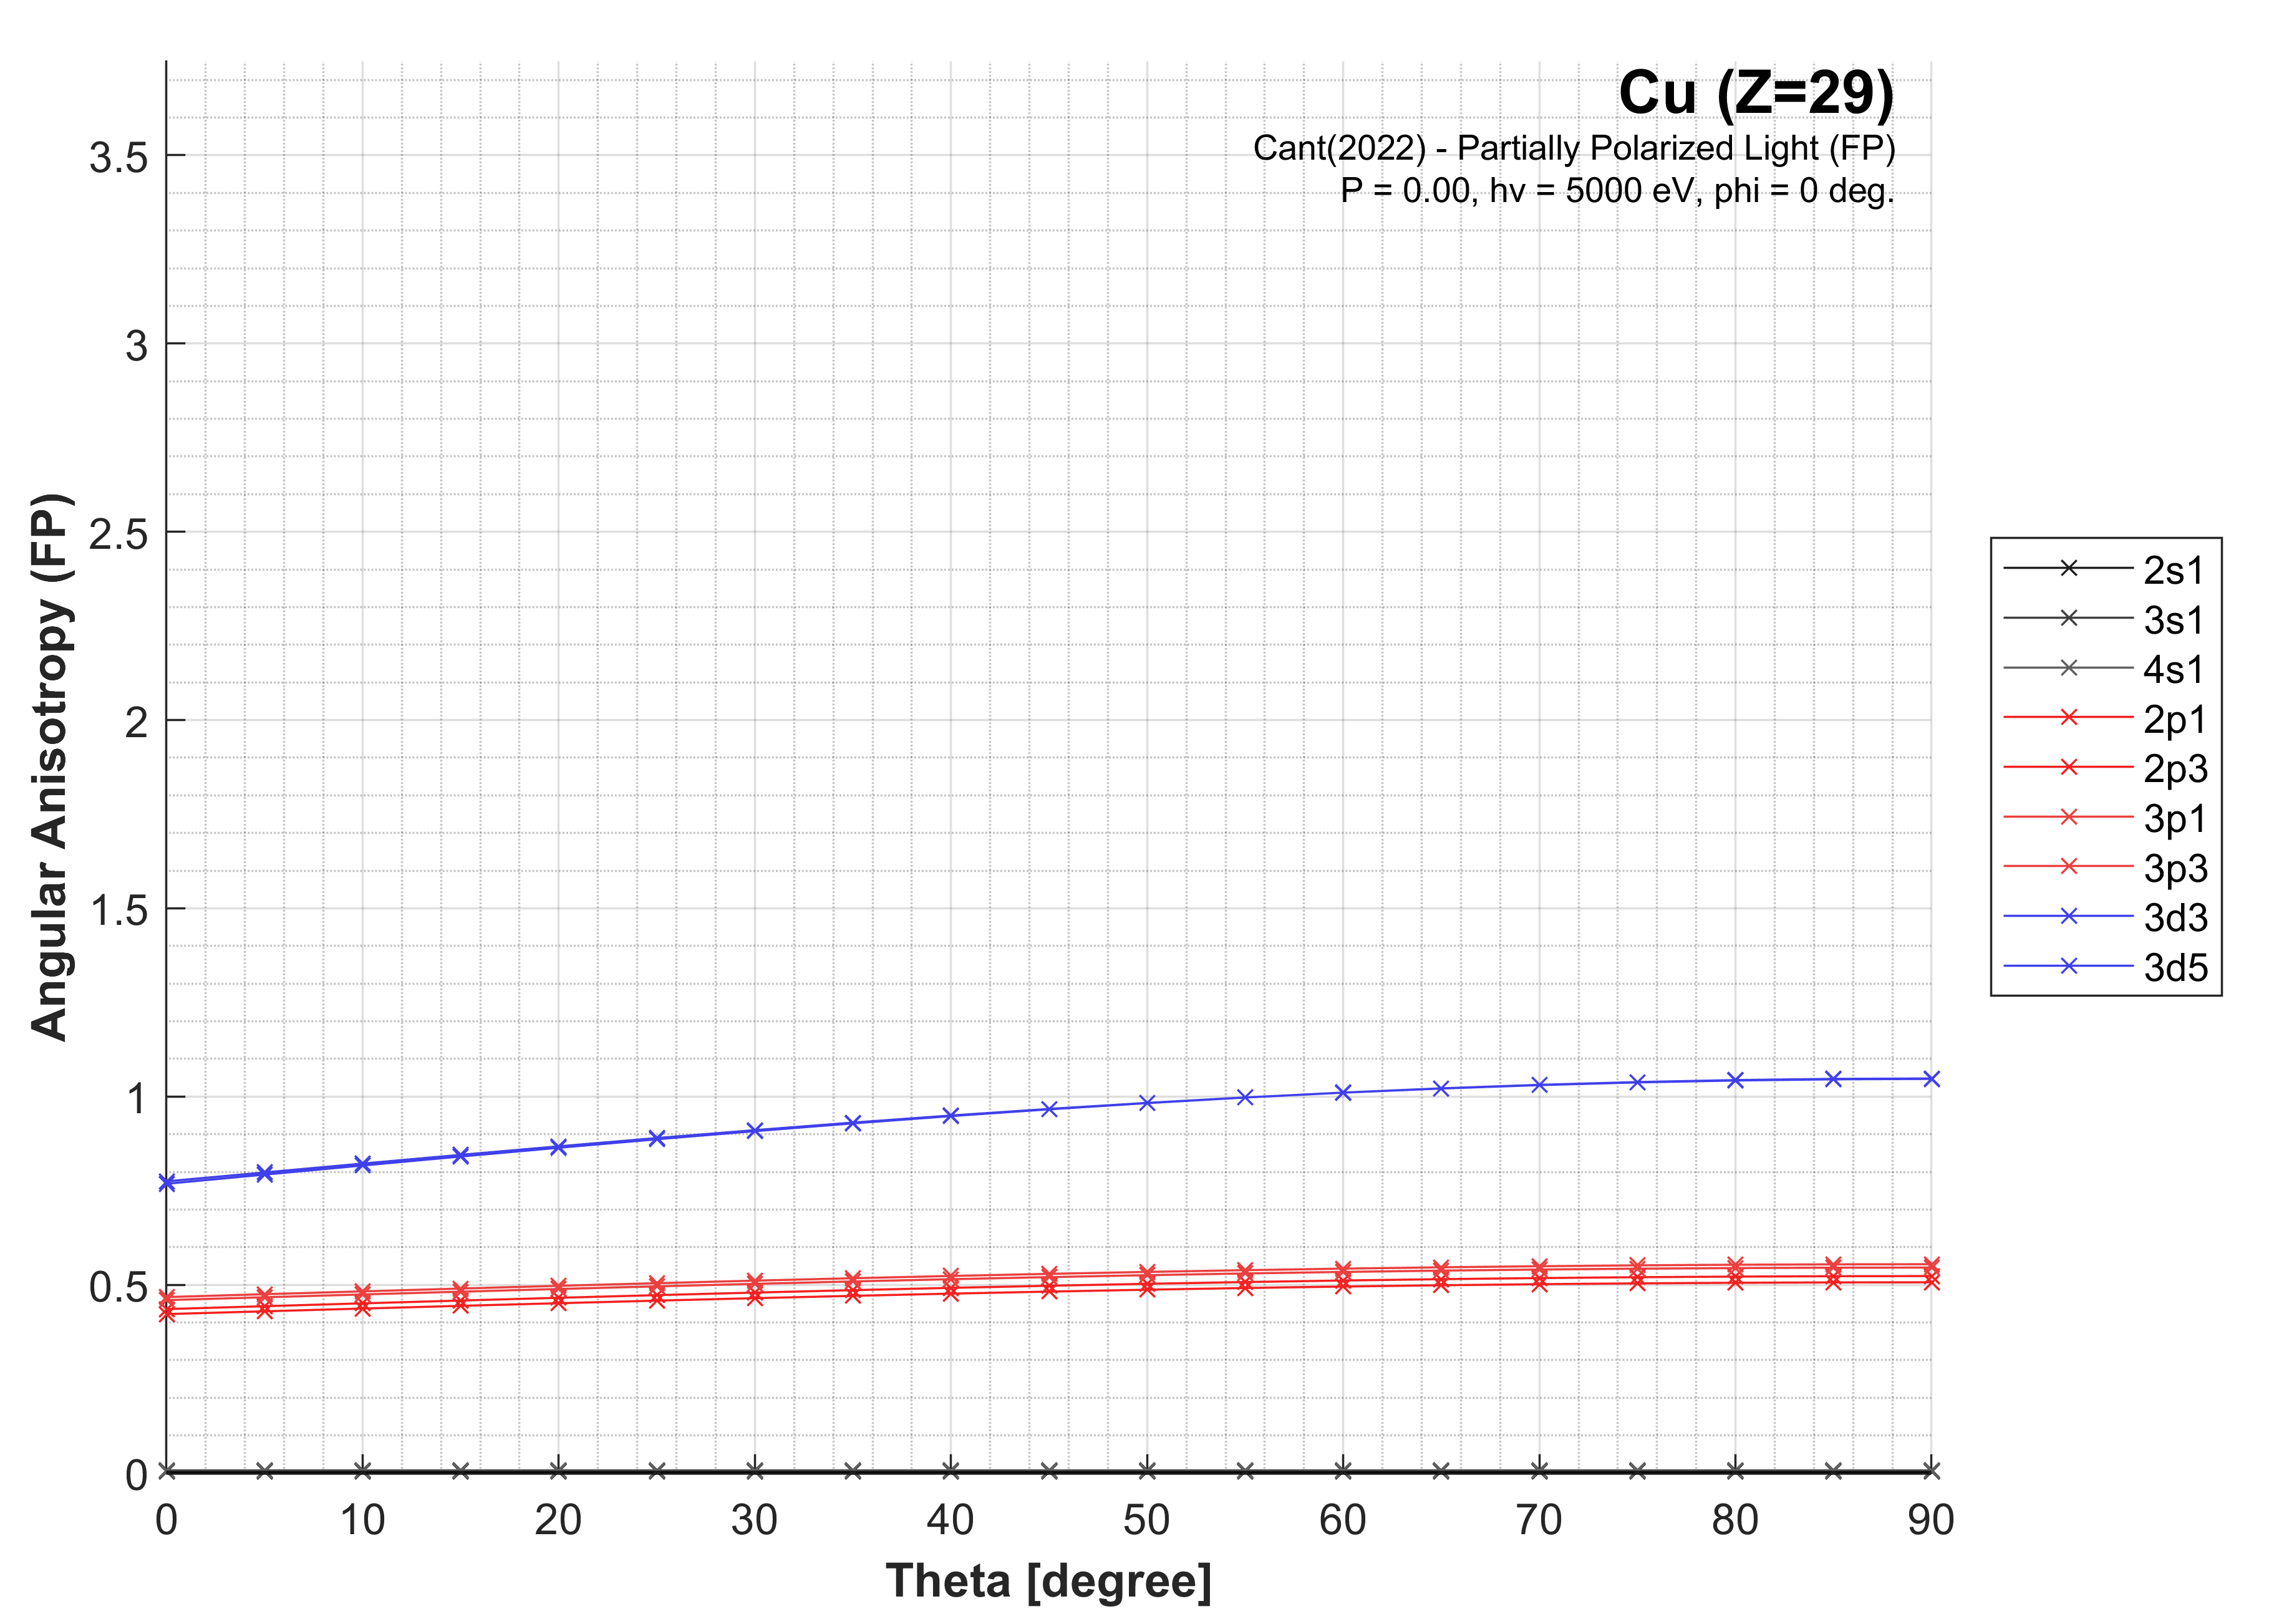 Cu (Z=29)
Cant(2022) - Partially Polarized Light (FP)
P = 0.00, hv = 5000 eV, phi = 0 deg.
3.5
3
2.5
2
1.5
1
0.5
0
Angular Anisotropy (FP)
0 10 20 30 40 50 60 70 80 90
Theta [degree]
2s1
3s1
4s1
2p1
2p3
3p1
3p3
3d3
3d5